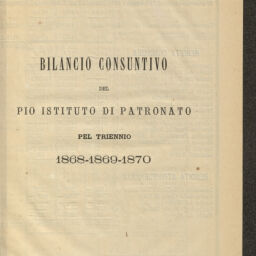 BILANCIO CONSUNTIVO
DEL
PIO ISTITUTO DI PATRONATO
PEL TRIENNIO
1868-1869-1870